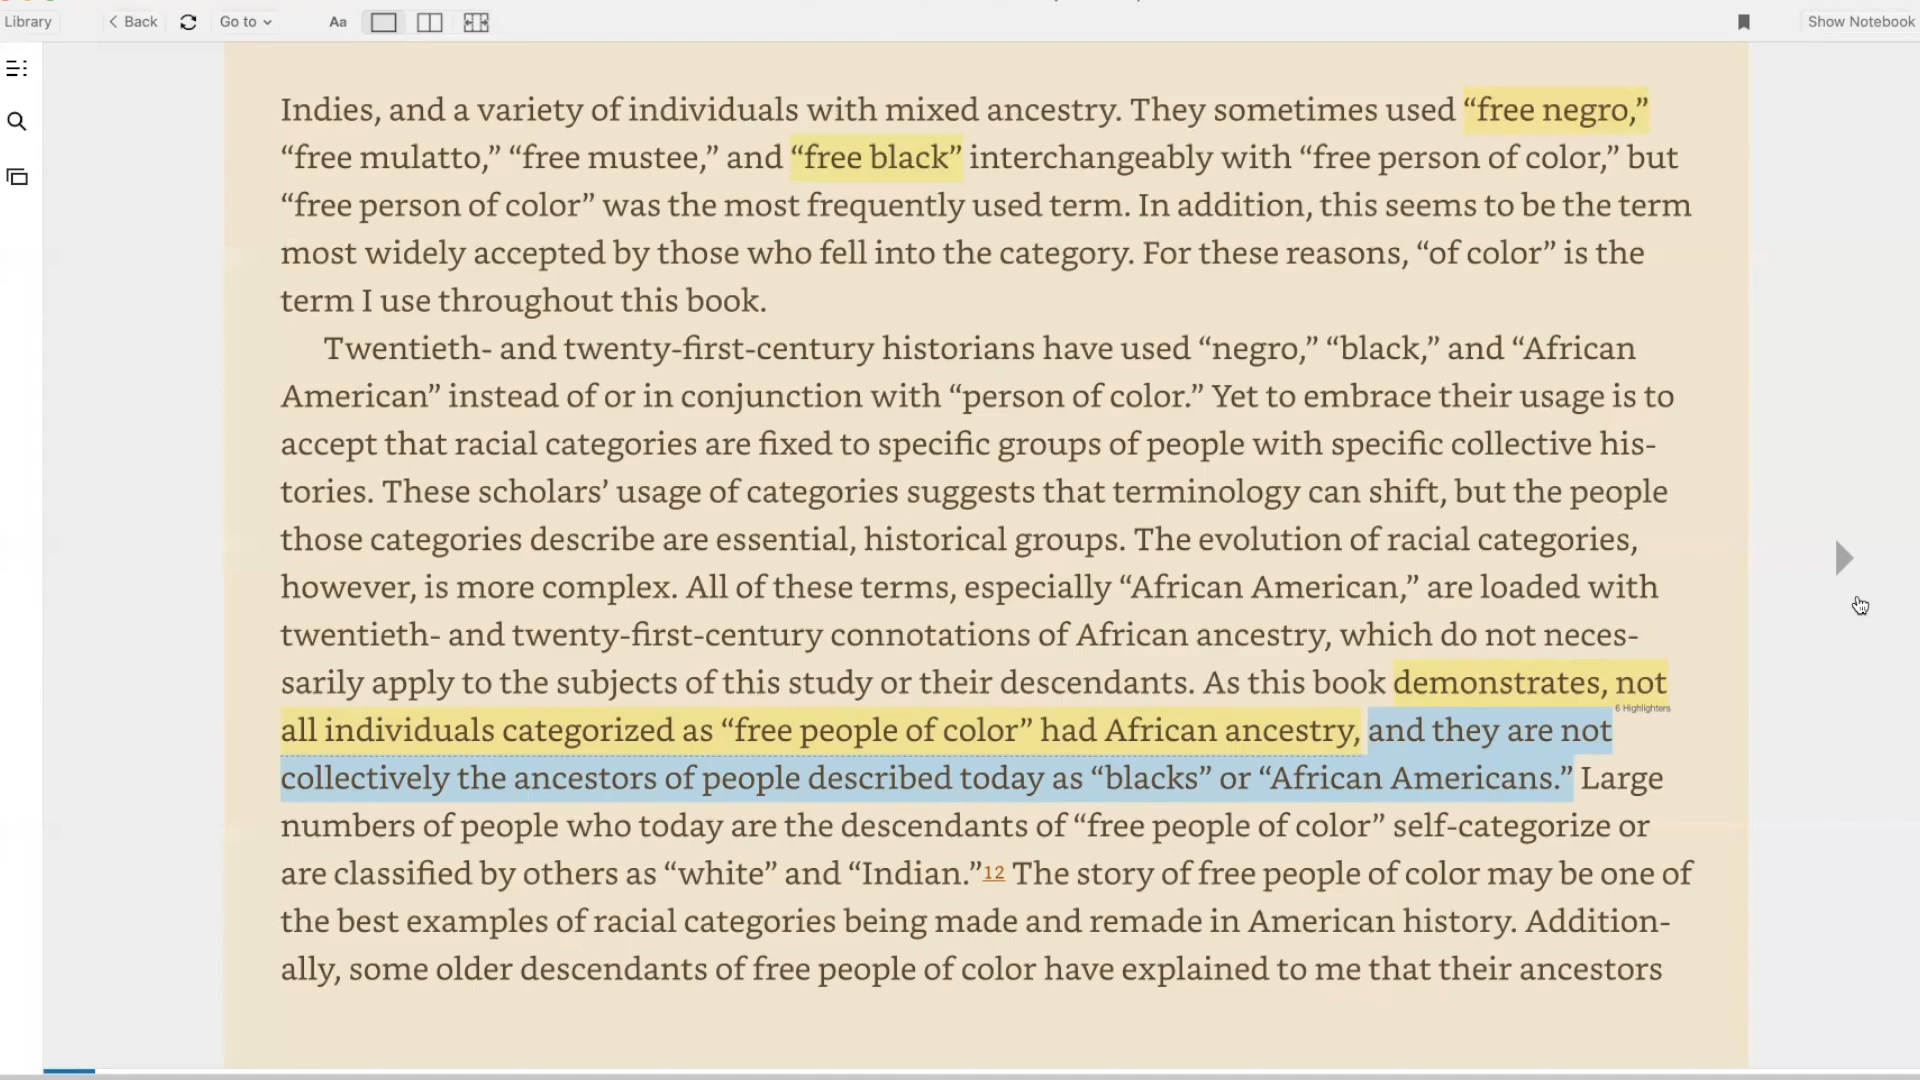 Library
Back
Go to
Aa
Show Notebook
Indies, and a variety of individuals with mixed ancestry. They sometimes used “free negro,”
“free mulatto,” “free mustee,” and “free black” interchangeably with “free person of color,” but
“free person of color” was the most frequently used term. In addition, this seems to be the term
most widely accepted by those who fell into the category. For these reasons, “of color” is the
term I use throughout this book.
Twentieth- and twenty-first-century historians have used “negro,” “black,” and “African
American” instead of or in conjunction with “person of color.” Yet to embrace their usage is to
accept that racial categories are fixed to specific groups of people with specific collective his-
tories. These scholars’ usage of categories suggests that terminology can shift, but the people
those categories describe are essential, historical groups. The evolution of racial categories,
however, is more complex. All of these terms, especially “African American,” are loaded with
twentieth- and twenty-first-century connotations of African ancestry, which do not neces-
sarily apply to the subjects of this study or their descendants. As this book demonstrates, not
6 Highlighters
all individuals categorized as “free people of color” had African ancestry, and they are not
collectively the ancestors of people described today as “blacks” or “African Americans.” Large
numbers of people who today are the descendants of “free people of color” self-categorize or
are classified by others as “white” and “Indian.”12 The story of free people of color may be one of
the best examples of racial categories being made and remade in American history. Addition-
ally, some older descendants of free people of color have explained to me that their ancestors